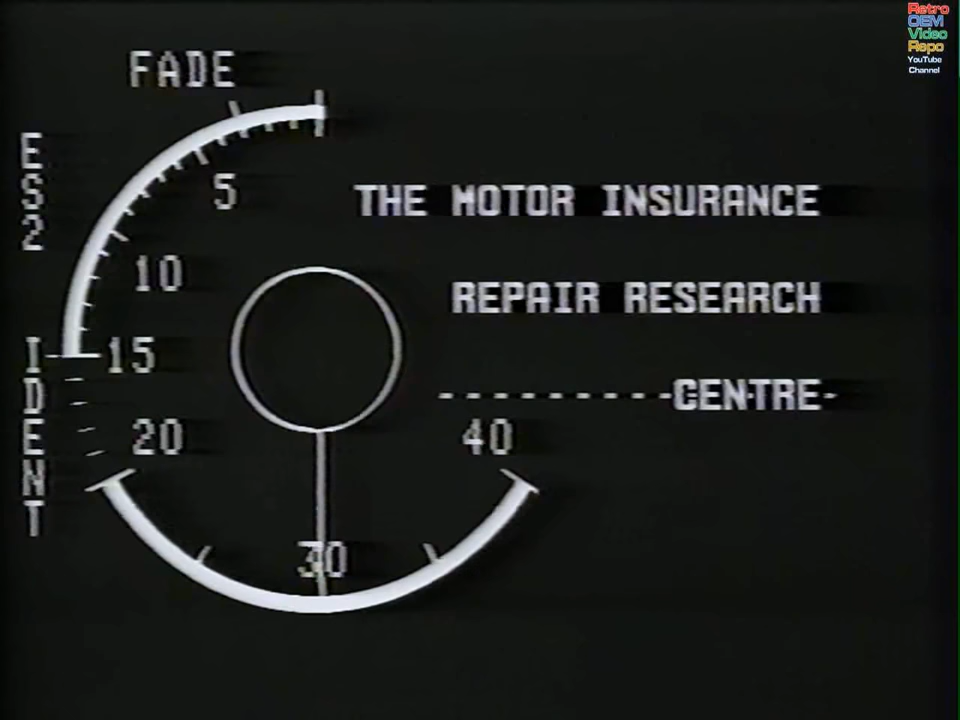 Retro
OEM
Video
Repo
YouTube
Channel
FADE
ES2
5
THE MOTOR INSURANCE
10
REPAIR RESEARCH
IDENT
15
---------CENTRE-
20
40
30